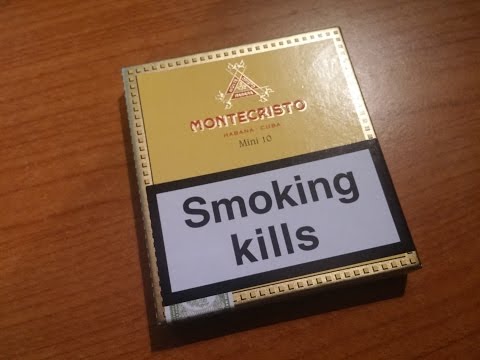 MONTECRISTO
HABANA · CUBA
Mini 10
Smoking
kills